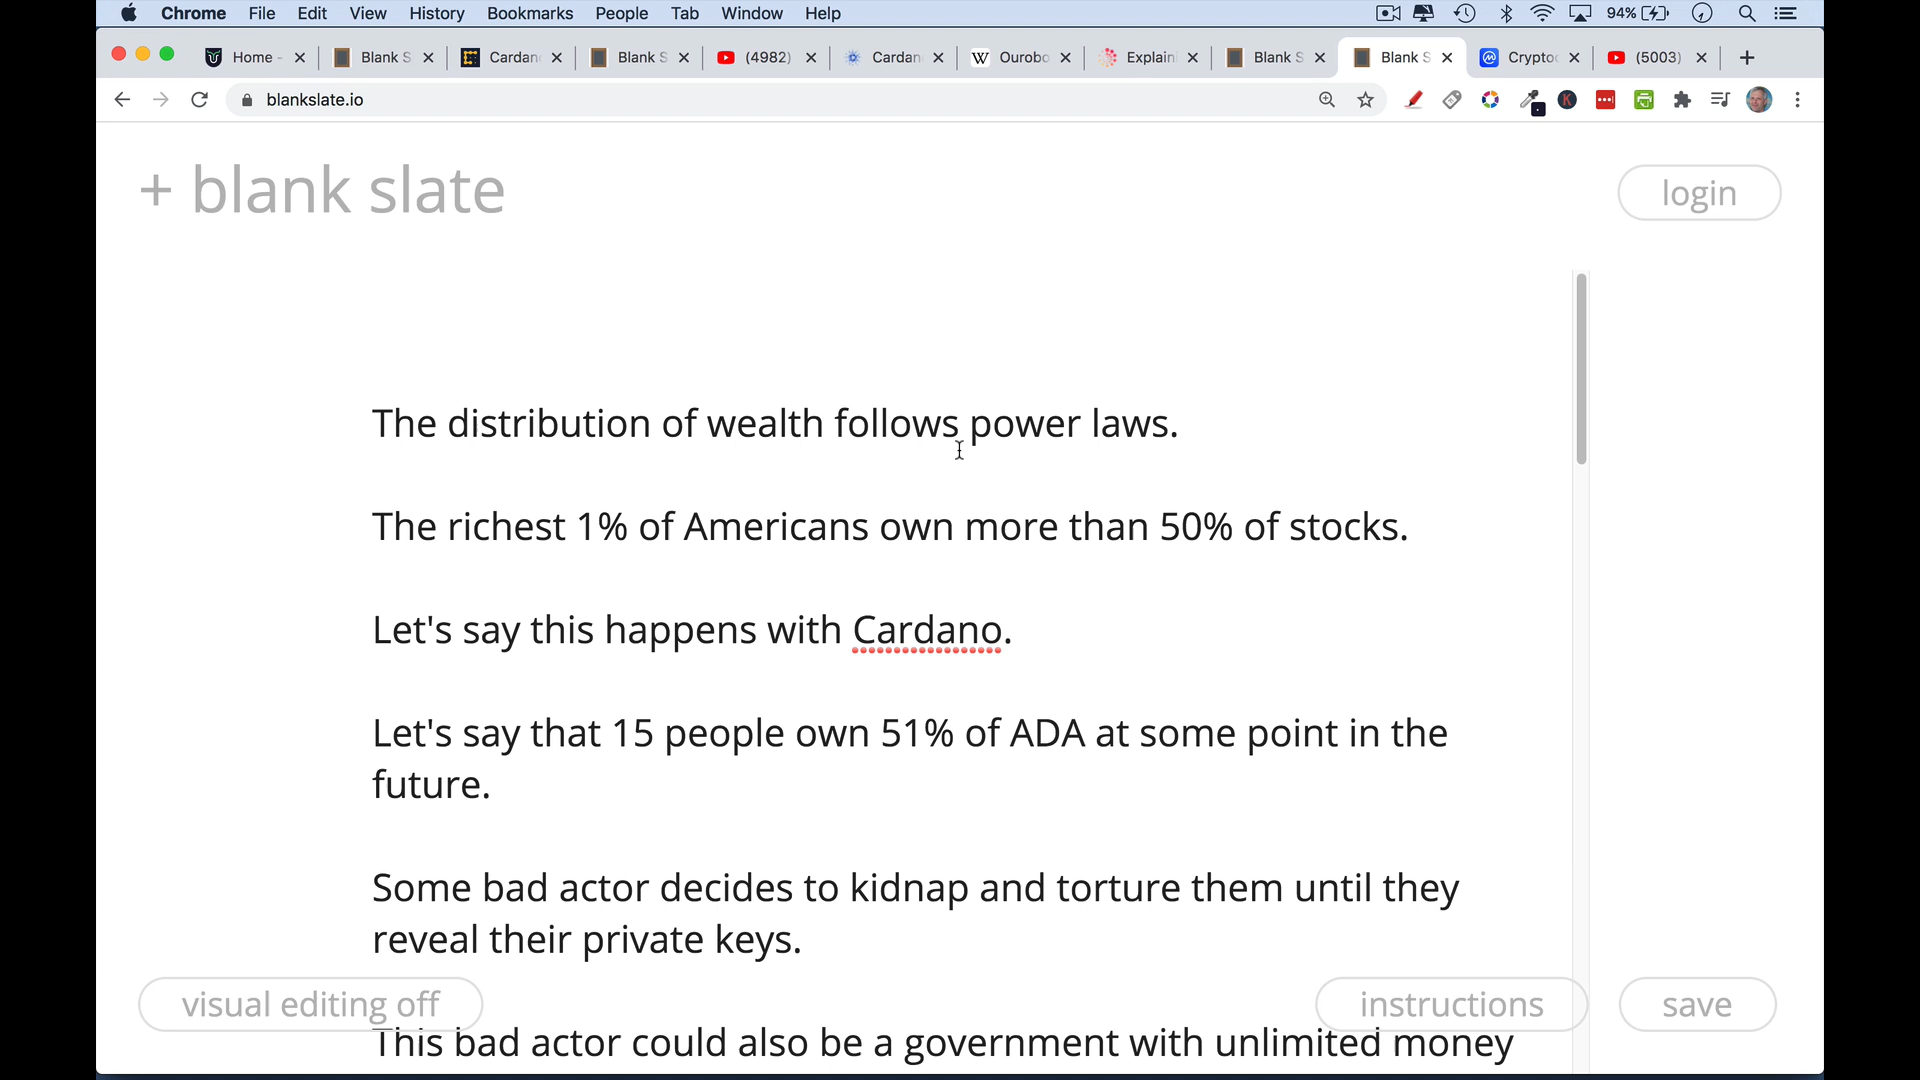 Chrome File Edit View History Bookmarks People Tab Window Help 94%
Home - Blank S Cardan Blank S (4982) Cardan Ourobo Explain Blank S Blank S Crypto (5003)
blankslate.io
+ blank slate
login
The distribution of wealth follows power laws.
The richest 1% of Americans own more than 50% of stocks.
Let's say this happens with Cardano.
Let's say that 15 people own 51% of ADA at some point in the
future.
Some bad actor decides to kidnap and torture them until they
reveal their private keys.
visual editing off
instructions
save
This bad actor could also be a government with unlimited money